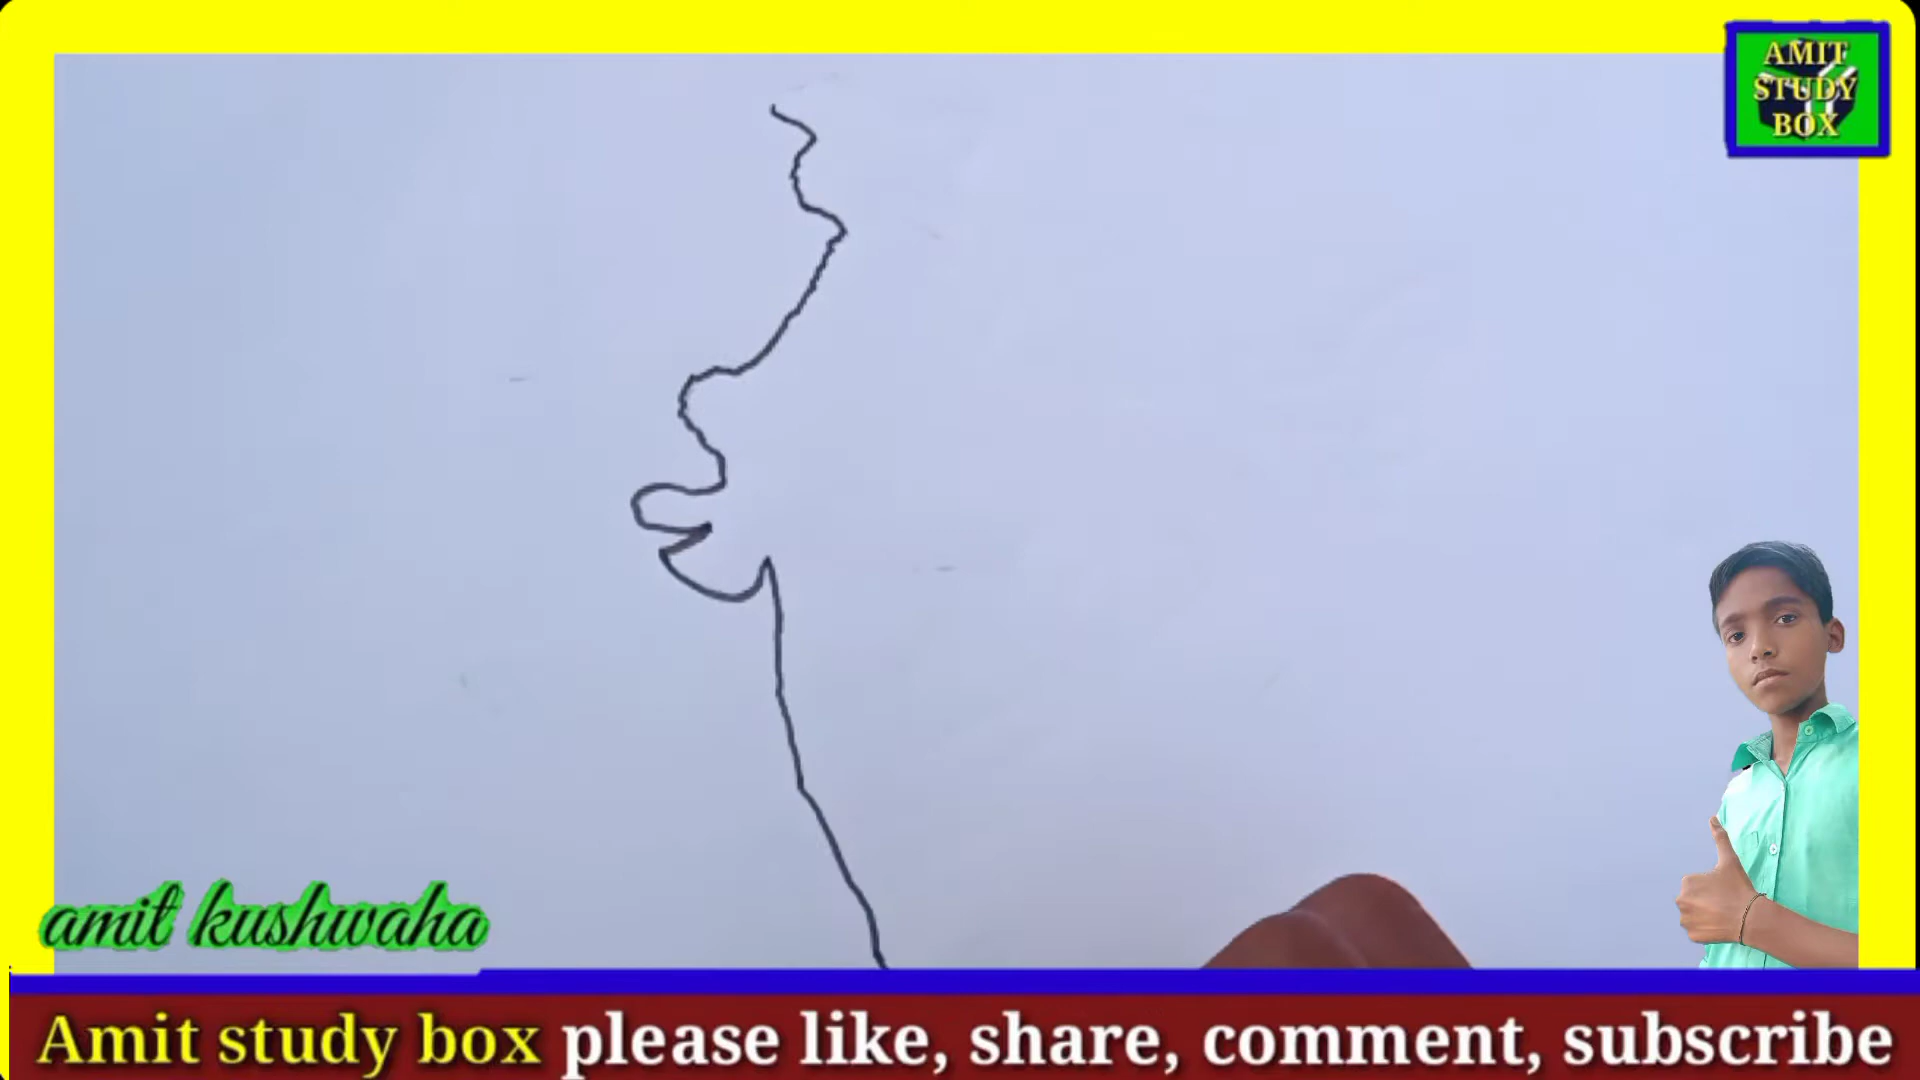 AMIT
STUDY
BOX
amit kushwaha
Amit study box please like, share, comment, subscribe